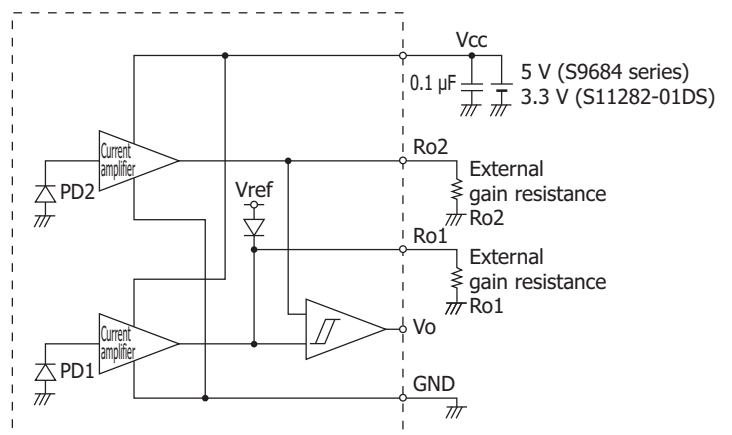 Vcc
0.1 µF
5 V (S9684 series)
3.3 V (S11282-01DS)
Current
amplifier
Ro2
PD2
Vref
External
gain resistance
Ro2
Ro1
External
gain resistance
Ro1
Current
amplifier
Vo
PD1
GND